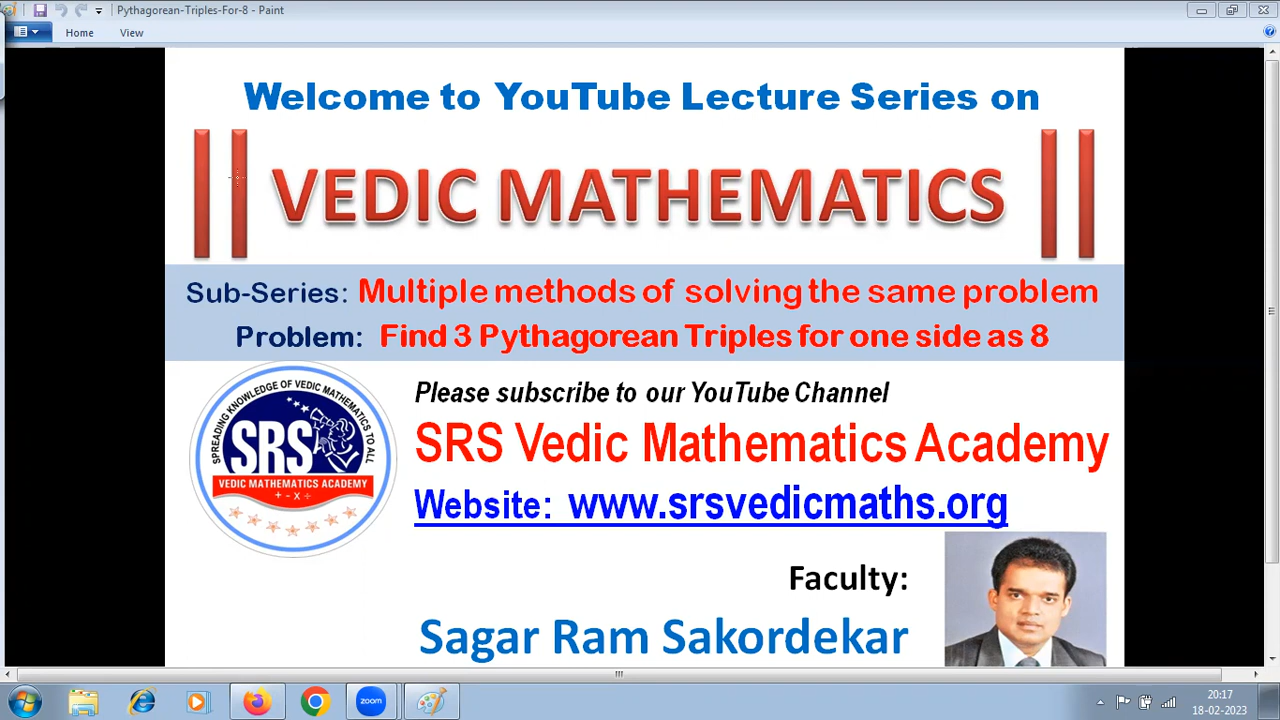 Pythagorean-Triples-For-8 - Paint
Home View
Welcome to YouTube Lecture Series on
|| VEDIC MATHEMATICS ||
Sub-Series: Multiple methods of solving the same problem
Problem: Find 3 Pythagorean Triples for one side as 8
SPREADING KNOWLEDGE OF VEDIC MATHEMATICS TO ALL
SRS
VEDIC MATHEMATICS ACADEMY
+ - x ÷
Please subscribe to our YouTube Channel
SRS Vedic Mathematics Academy
Website: www.srsvedicmaths.org
Faculty:
Sagar Ram Sakordekar
zoom
20:17
18-02-2023